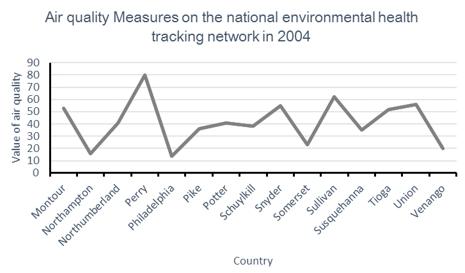 Air quality Measures on the national environmental health
tracking network in 2004
Value of air quality
90
80
70
60
50
40
30
20
10
0
Montour
Northampton
Northumberland
Perry
Philadelphia
Pike
Potter
Schuylkill
Snyder
Somerset
Sullivan
Susquehanna
Tioga
Union
Venango
Country